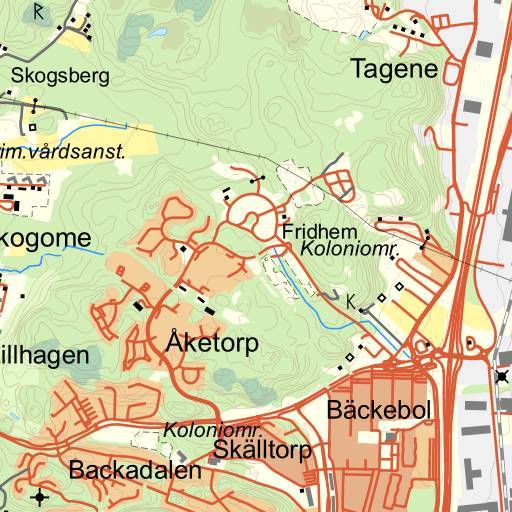 R
Skogsberg
Tagene
im.vårdsanst.
kogome
Fridhem
Koloniomr.
K
illhagen
Åketorp
Bäckebol
Koloniomr.
Skälltorp
Backadalen